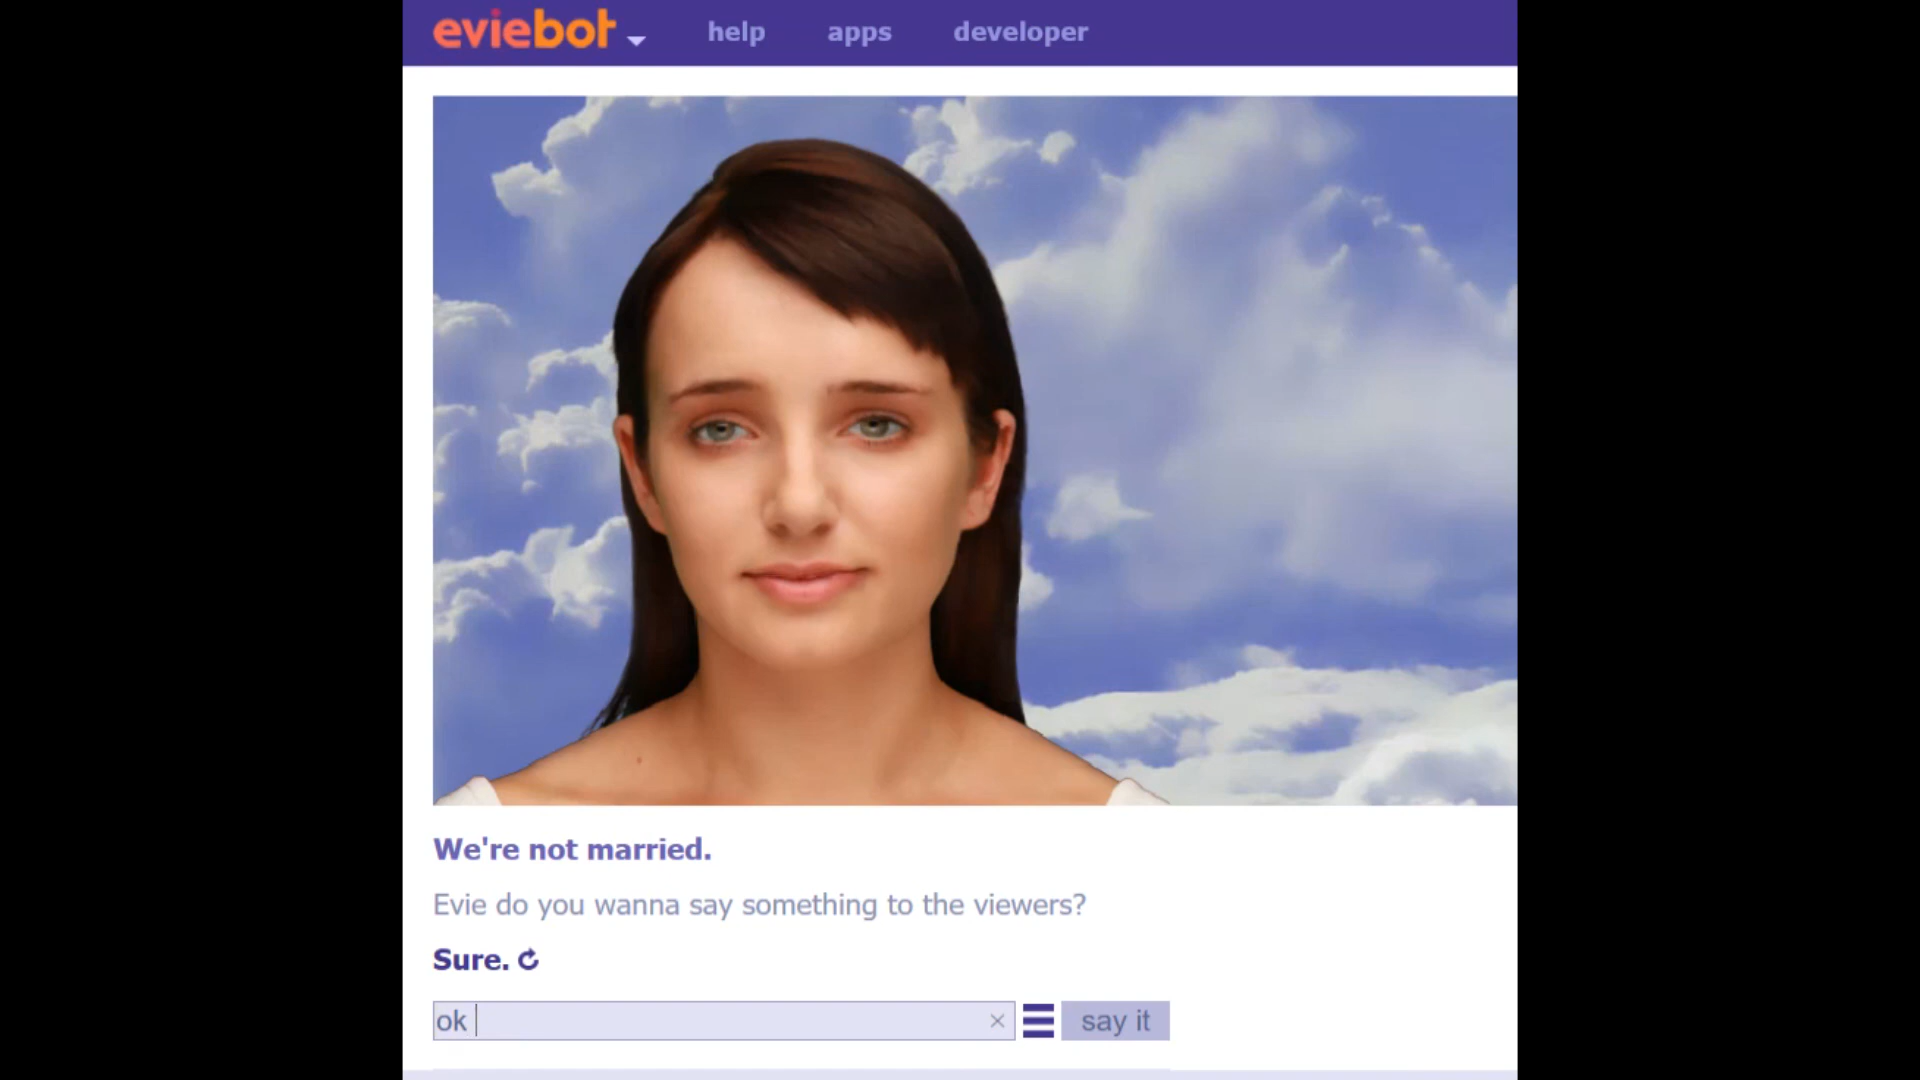 eviebot help apps developer
We're not married.
Evie do you wanna say something to the viewers?
Sure.
ok say it